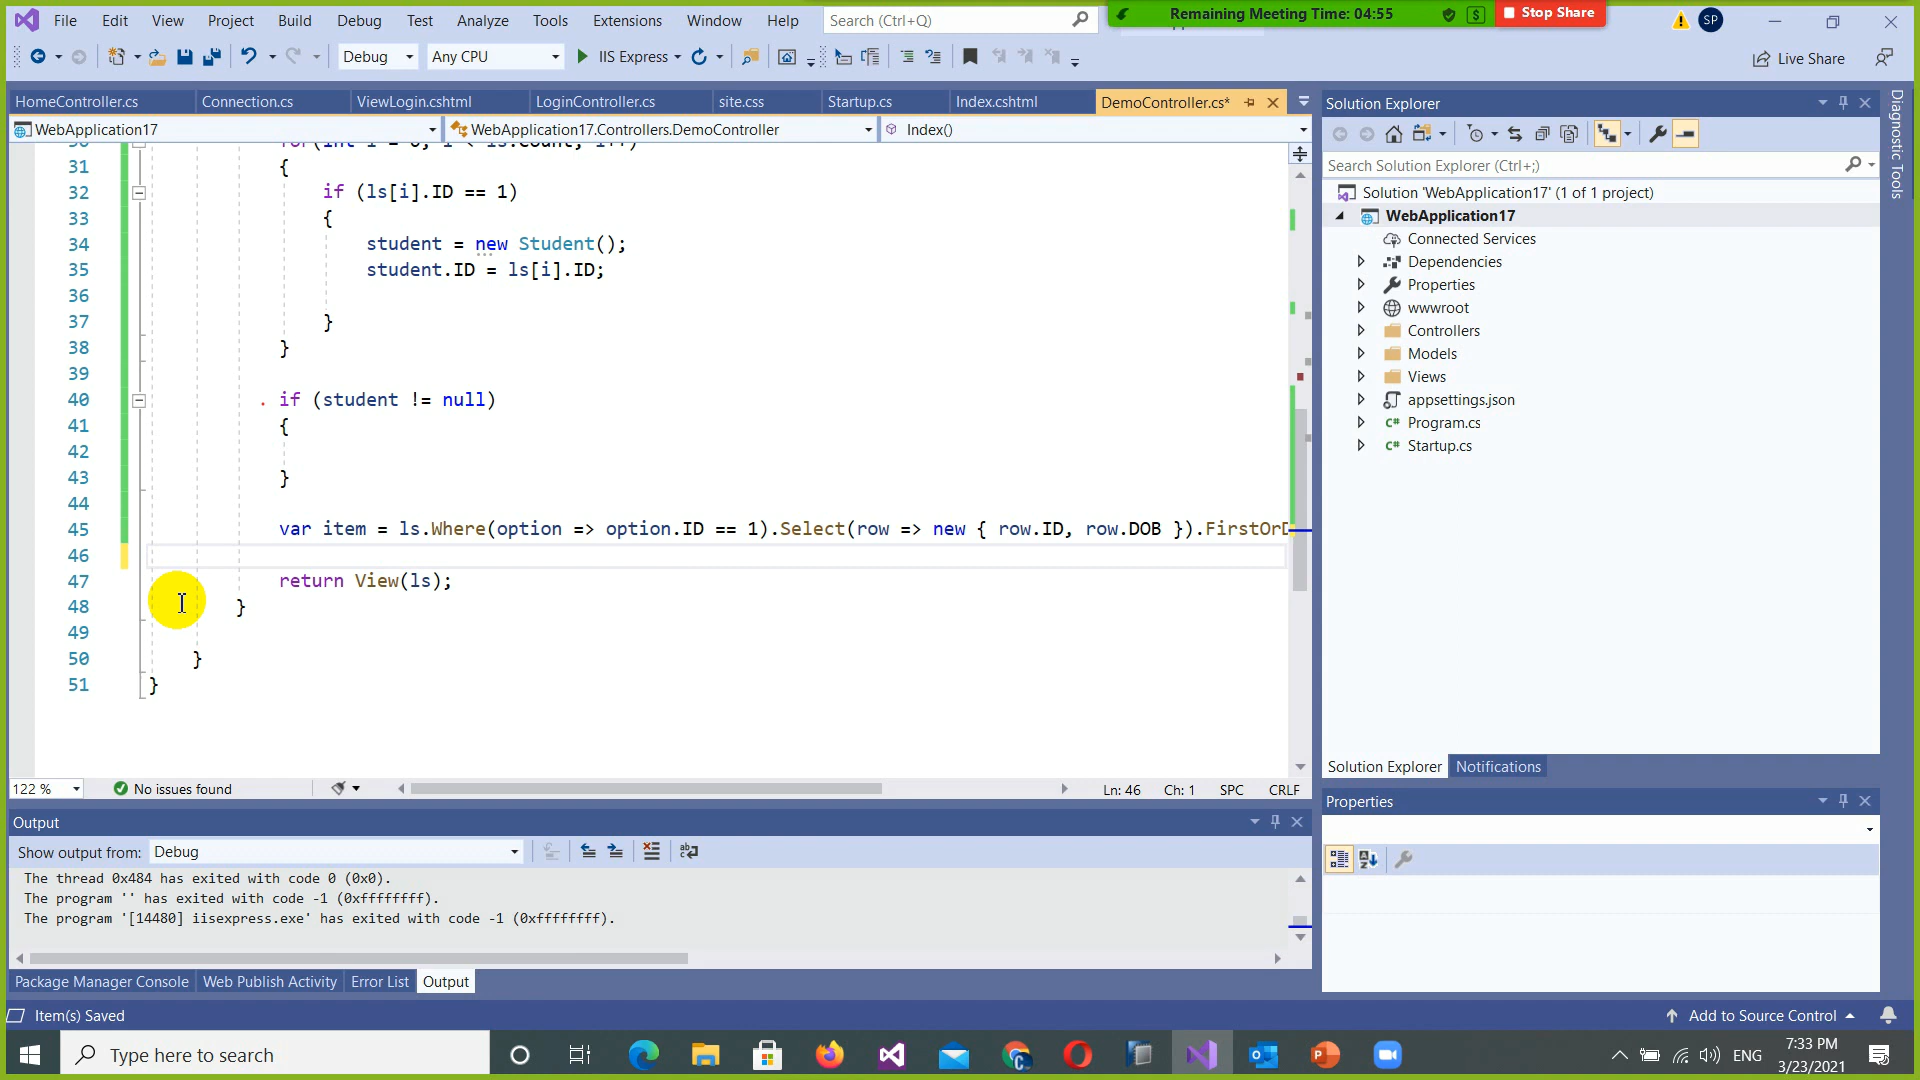 File Edit View Project Build Debug Test Analyze Tools Extensions Window Help Search (Ctrl+Q) Remaining Meeting Time: 04:55 $ Stop Share SP
Debug Any CPU IIS Express Live Share
HomeController.cs Connection.cs ViewLogin.cshtml LoginController.cs site.css Startup.cs Index.cshtml DemoController.cs*
WebApplication17 WebApplication17.Controllers.DemoController Index()
31 {
32 if (ls[i].ID == 1)
33 {
34 student = new Student();
35 student.ID = ls[i].ID;
36
37 }
38 }
39
40 if (student != null)
41 {
42
43 }
44
45 var item = ls.Where(option => option.ID == 1).Select(row => new { row.ID, row.DOB }).FirstOrD
46
47 return View(ls);
48 }
49
50 }
51 }
122 % No issues found Ln: 46 Ch: 1 SPC CRLF
Output
Show output from: Debug
The thread 0x484 has exited with code 0 (0x0).
The program '' has exited with code -1 (0xffffffff).
The program '[14480] iisexpress.exe' has exited with code -1 (0xffffffff).
Package Manager Console Web Publish Activity Error List Output
Solution Explorer
Search Solution Explorer (Ctrl+;)
Solution 'WebApplication17' (1 of 1 project)
WebApplication17
Connected Services
Dependencies
Properties
wwwroot
Controllers
Models
Views
appsettings.json
C# Program.cs
C# Startup.cs
Solution Explorer Notifications
Properties
Diagnostic Tools
Item(s) Saved Add to Source Control
Type here to search ENG 7:33 PM
3/23/2021